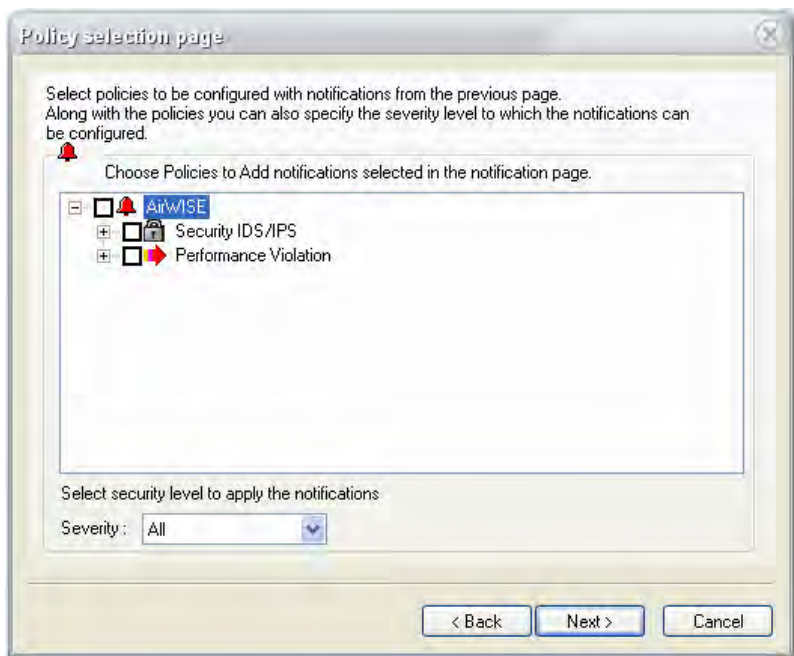 Policy selection page
Select policies to be configured with notifications from the previous page.
Along with the policies you can also specify the severity level to which the notifications can
be configured.
Choose Policies to Add notifications selected in the notification page.
AirWISE
Security IDS/IPS
Performance Violation
Select security level to apply the notifications
Severity : All
< Back Next > Cancel